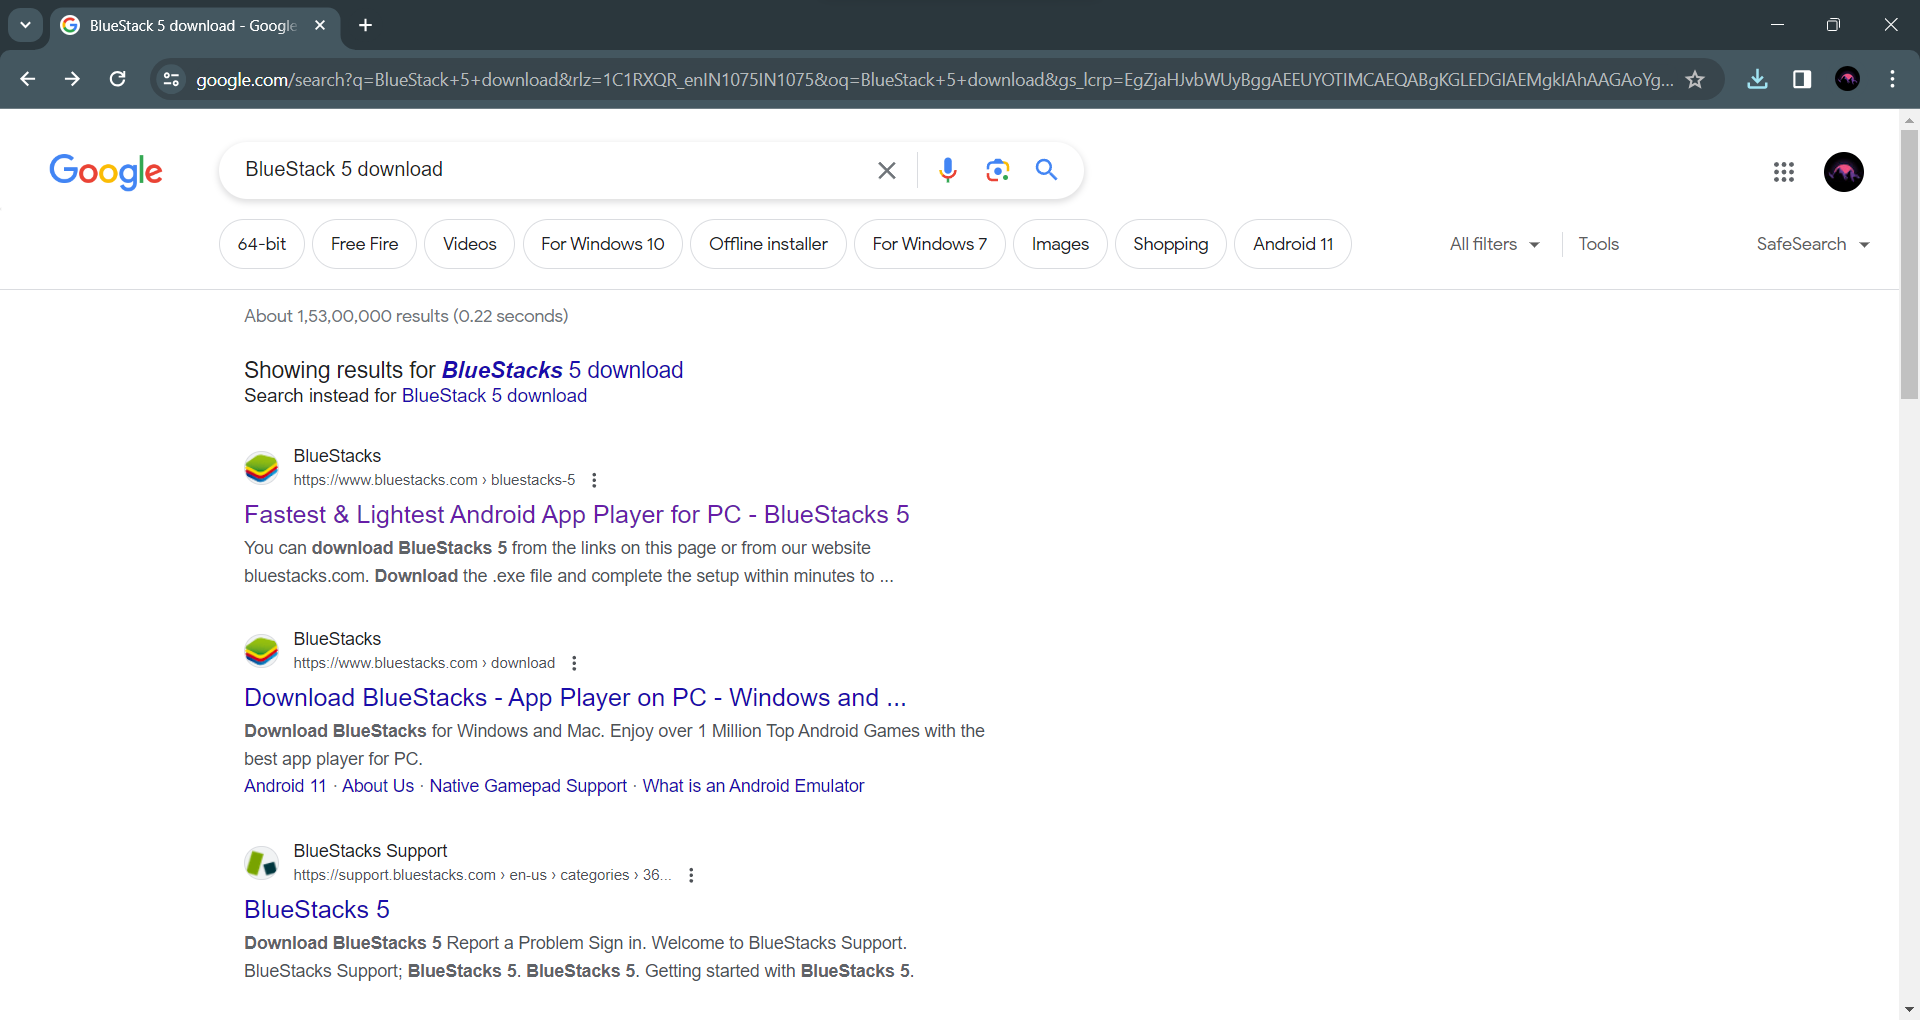 BlueStack 5 download - Google
google.com/search?q=BlueStack+5+download&rlz=1C1RXQR_enIN1075IN1075&oq=BlueStack+5+download&gs_lcrp=EgZjaHJvbWUyBggAEEUYOTIMCAEQABgKGLEDGIAEMgkIAhAAGAoYg...
Google
BlueStack 5 download
64-bit
Free Fire
Videos
For Windows 10
Offline installer
For Windows 7
Images
Shopping
Android 11
All filters
Tools
SafeSearch
About 1,53,00,000 results (0.22 seconds)
Showing results for BlueStacks 5 download
Search instead for BlueStack 5 download
BlueStacks
https://www.bluestacks.com › bluestacks-5
Fastest & Lightest Android App Player for PC - BlueStacks 5
You can download BlueStacks 5 from the links on this page or from our website
bluestacks.com. Download the .exe file and complete the setup within minutes to ...
BlueStacks
https://www.bluestacks.com › download
Download BlueStacks - App Player on PC - Windows and ...
Download BlueStacks for Windows and Mac. Enjoy over 1 Million Top Android Games with the
best app player for PC.
Android 11 · About Us · Native Gamepad Support · What is an Android Emulator
BlueStacks Support
https://support.bluestacks.com › en-us › categories › 36...
BlueStacks 5
Download BlueStacks 5 Report a Problem Sign in. Welcome to BlueStacks Support.
BlueStacks Support; BlueStacks 5. BlueStacks 5. Getting started with BlueStacks 5.